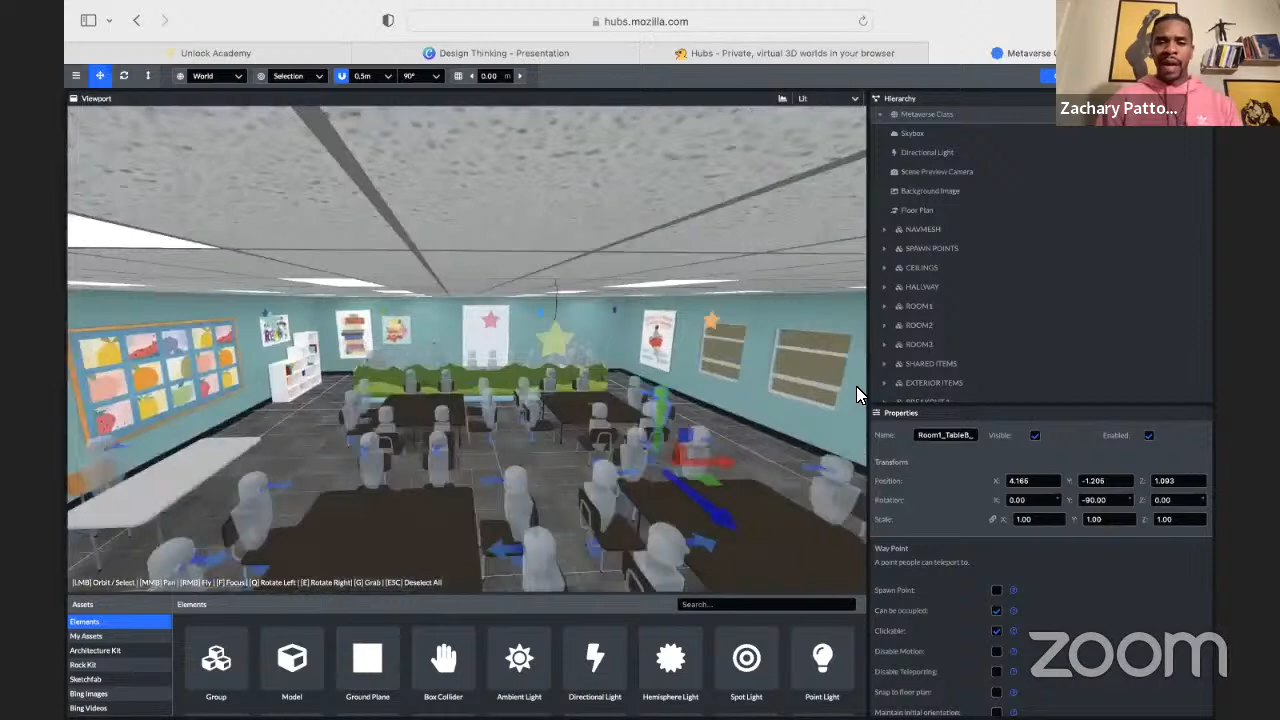 hubs.mozilla.com
Unlock Academy
Design Thinking - Presentation
Hubs - Private, virtual 3D worlds in your browser
Metaverse
World
Selection
0.5m
90°
0.00 m
Zachary Patto...
Viewport
Lit
Hierarchy
Metaverse Class
Skybox
Directional Light
Scene Preview Camera
Background Image
Floor Plan
NAVMESH
SPAWN POINTS
CEILINGS
HALLWAY
ROOM1
ROOM2
ROOM3
SHARED ITEMS
EXTERIOR ITEMS
Properties
Name: Room1_TableB_ Visible: Enabled:
Transform
Position: X: 4.165 Y: -1.205 Z: 1.093
Rotation: X: 0.00 ° Y: -90.00 ° Z: 0.00 °
Scale: X: 1.00 Y: 1.00 Z: 1.00
Way Point
A point people can teleport to.
Spawn Point:
Can be occupied:
Clickable:
Disable Motion:
Disable Teleporting:
Snap to floor plan:
Maintain initial orientation:
[LMB] Orbit / Select | [MMB] Pan | [RMB] Fly | [F] Focus | [Q] Rotate Left | [E] Rotate Right | [G] Grab | [ESC] Deselect All
Assets
Elements
Search...
Elements
My Assets
Architecture Kit
Rock Kit
Sketchfab
Bing Images
Bing Videos
Group
Model
Ground Plane
Box Collider
Ambient Light
Directional Light
Hemisphere Light
Spot Light
Point Light
zoom